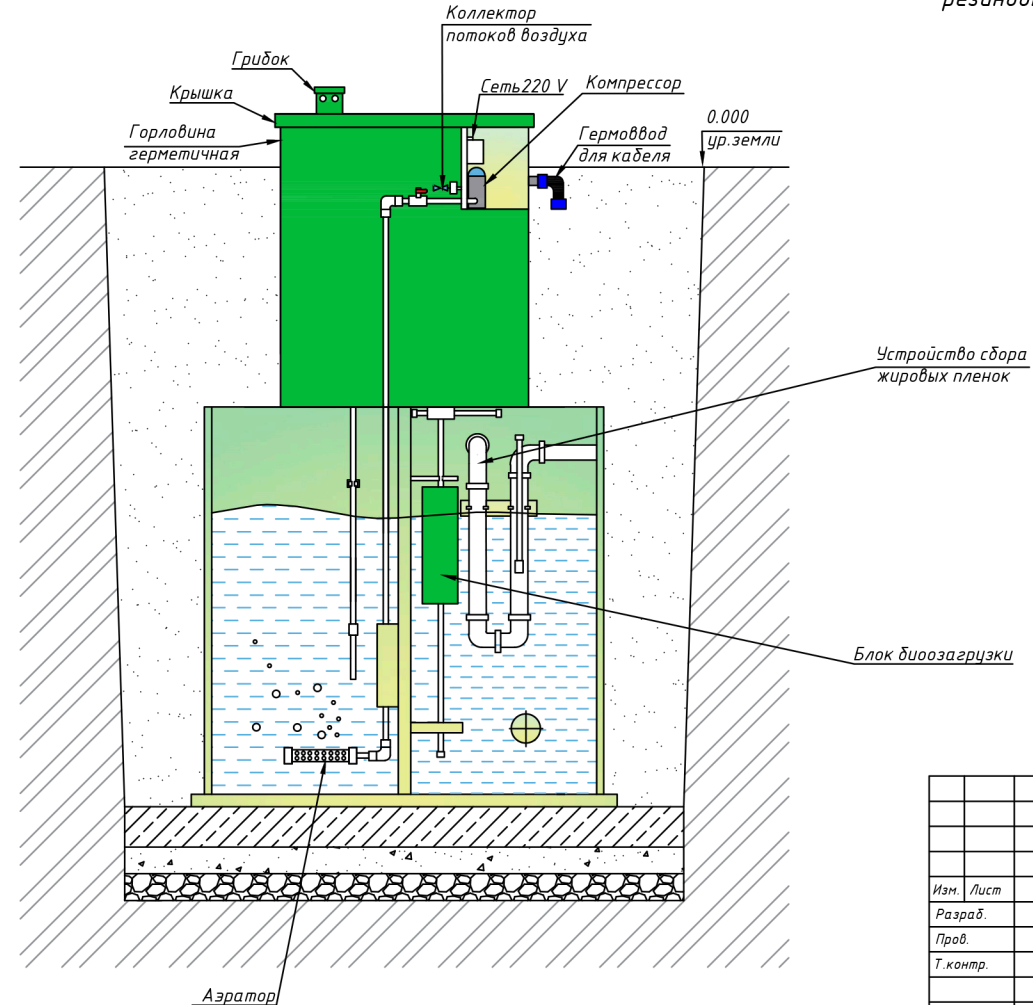 Коллектор
потоков воздуха
Грибок
Крышка
Сеть220 V
Компрессор
Горловина
герметичная
Гермоввод
для кабеля
0.000
ур.земли
Устройство сбора
жировых пленок
Блок биоозагрузки
Аэратор
Изм.
Лист
Разраб.
Пров.
Т.контр.